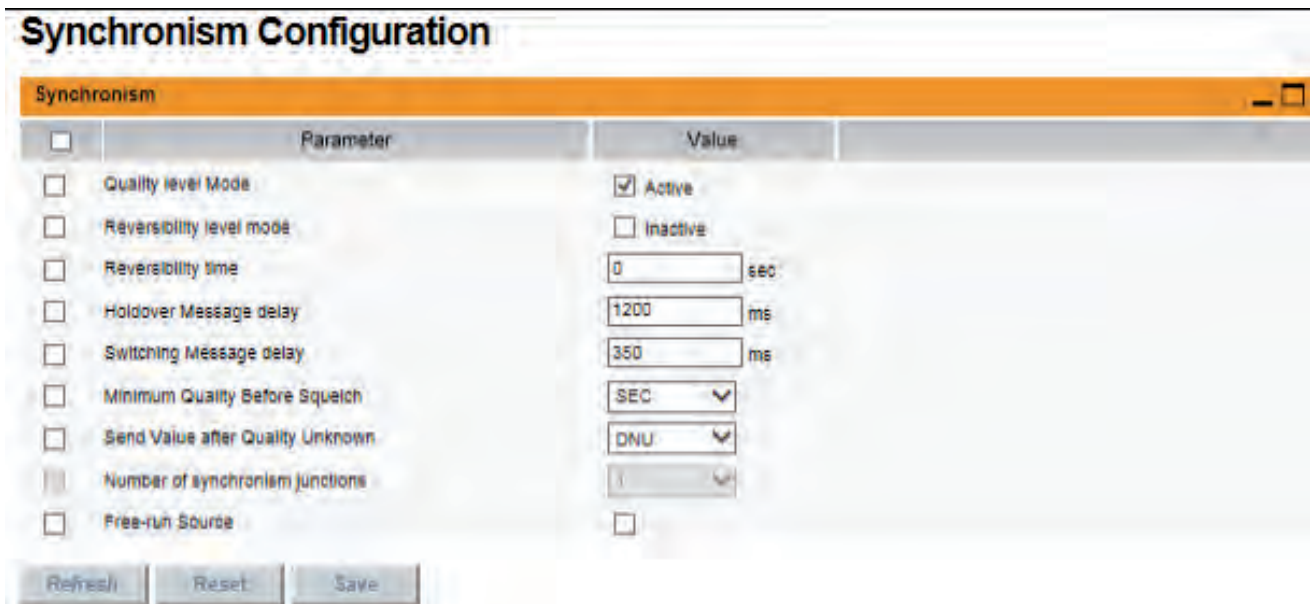 Synchronism Configuration
Synchronism
Parameter Value
Quality level Mode Active
Reversibility level mode Inactive
Reversibility time 0 sec
Holdover Message delay 1200 ms
Switching Message delay 350 ms
Minimum Quality Before Squelch SEC
Send Value after Quality Unknown DNU
Number of synchronism junctions 1
Free-run Source
Refresh Reset Save